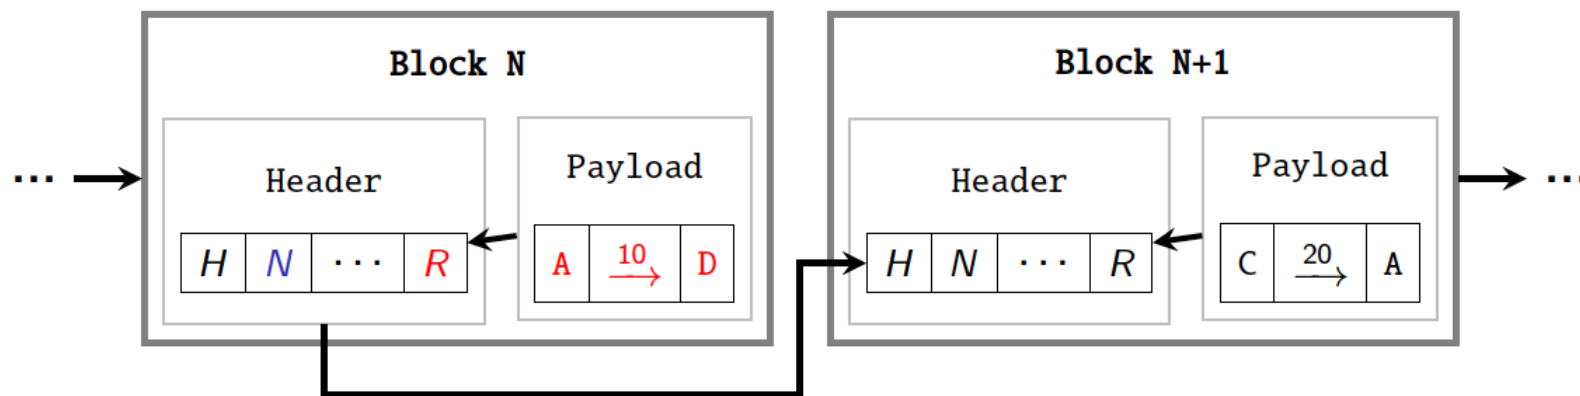 Block N
Header
Payload
H N ··· R
A 10 → D
Block N+1
Header
Payload
H N ··· R
C 20 → A
··· ···